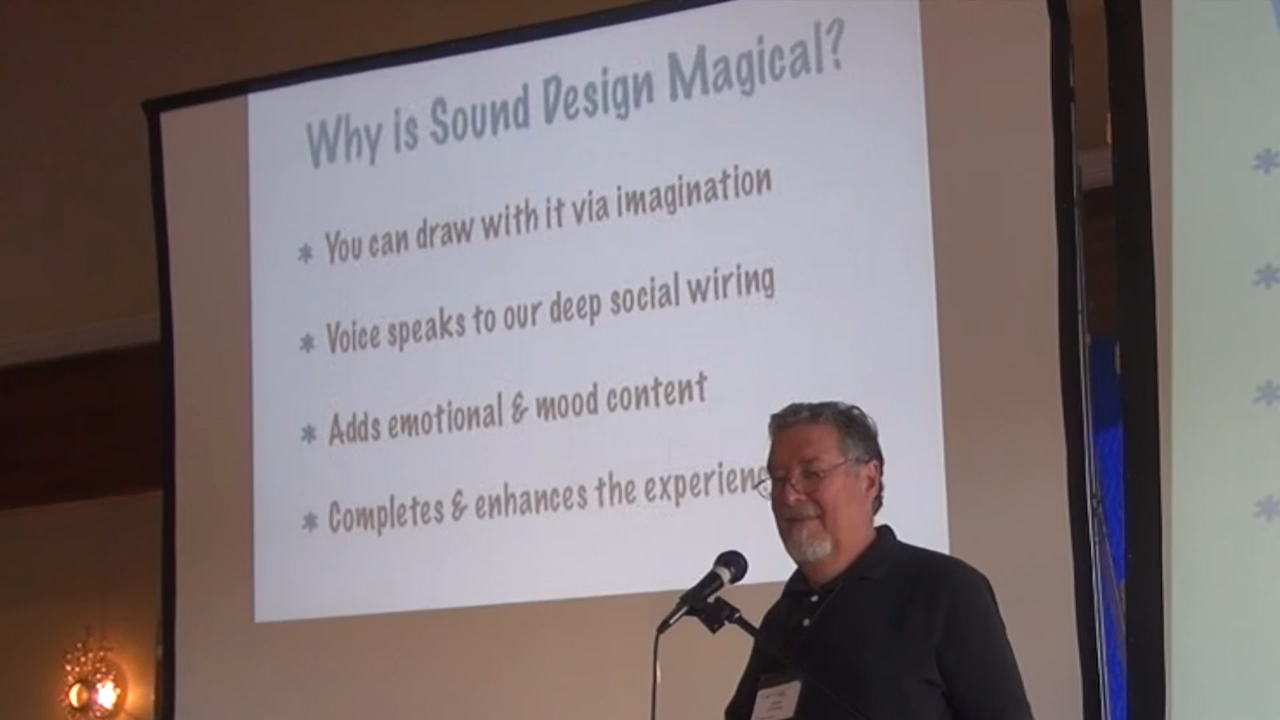 Why is Sound Design Magical?
* You can draw with it via imagination
* Voice speaks to our deep social wiring
* Adds emotional & mood content
* Completes & enhances the